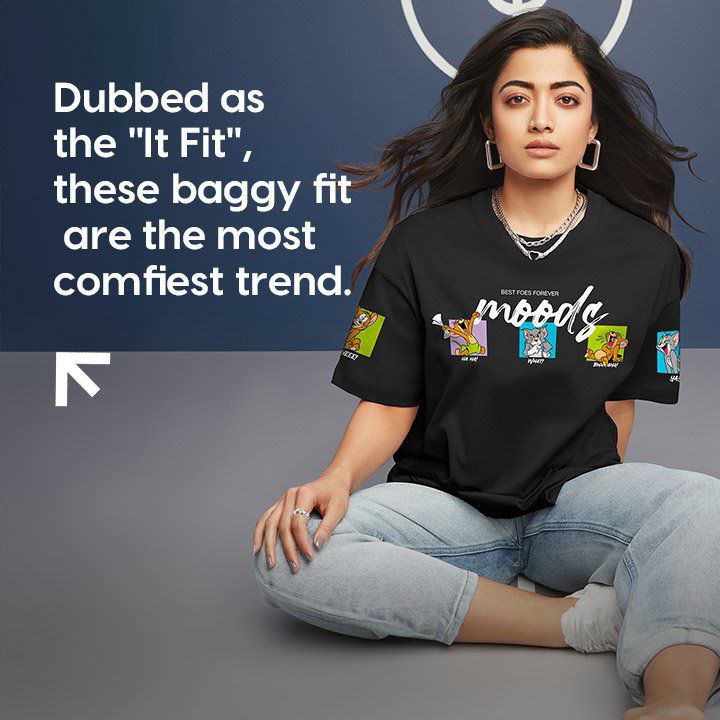 Dubbed as
the "It Fit",
these baggy fit
are the most
comfiest trend.
BEST FOES FOREVER
moods
HA HA!
WHAT?